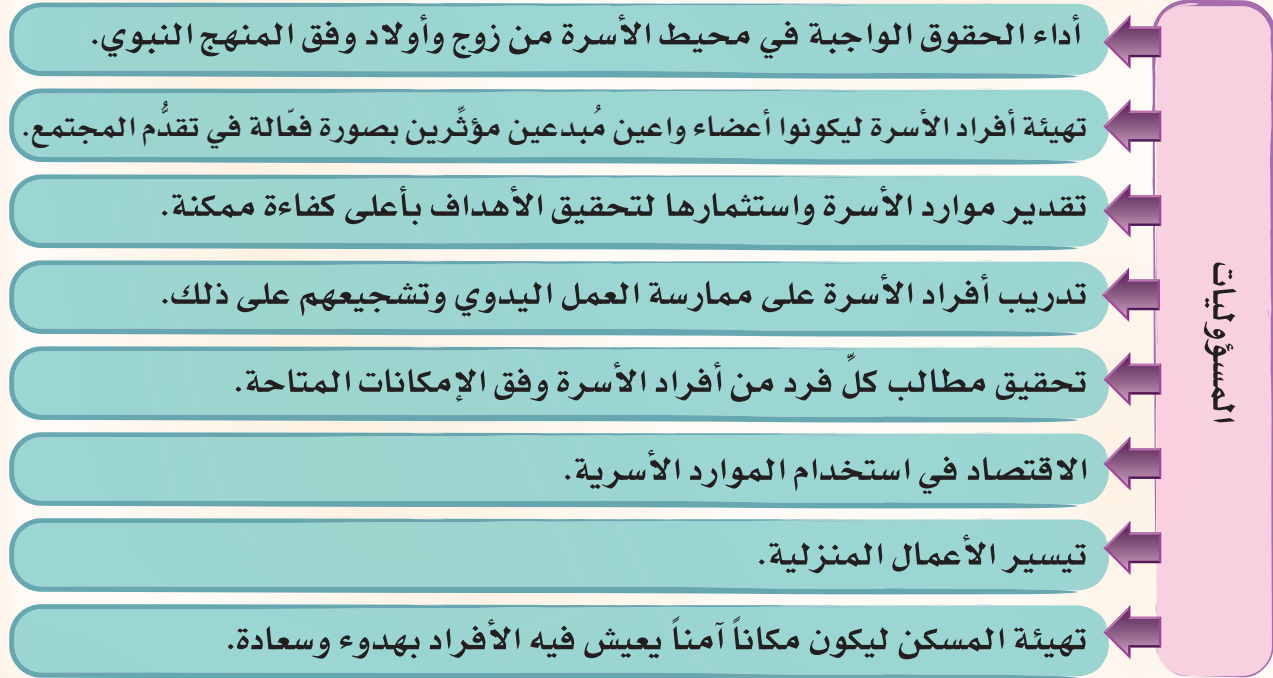 المسؤوليات
أداء الحقوق الواجبة في محيط الأسرة من زوج وأولاد وفق المنهج النبوي.
تهيئة أفراد الأسرة ليكونوا أعضاء واعين مُبدعين مؤثِّرين بصورة فعّالة في تقدُّم المجتمع.
تقدير موارد الأسرة واستثمارها لتحقيق الأهداف بأعلى كفاءة ممكنة.
تدريب أفراد الأسرة على ممارسة العمل اليدوي وتشجيعهم على ذلك.
تحقيق مطالب كلِّ فرد من أفراد الأسرة وفق الإمكانات المتاحة.
الاقتصاد في استخدام الموارد الأسرية.
تيسير الأعمال المنزلية.
تهيئة المسكن ليكون مكاناً آمناً يعيش فيه الأفراد بهدوء وسعادة.